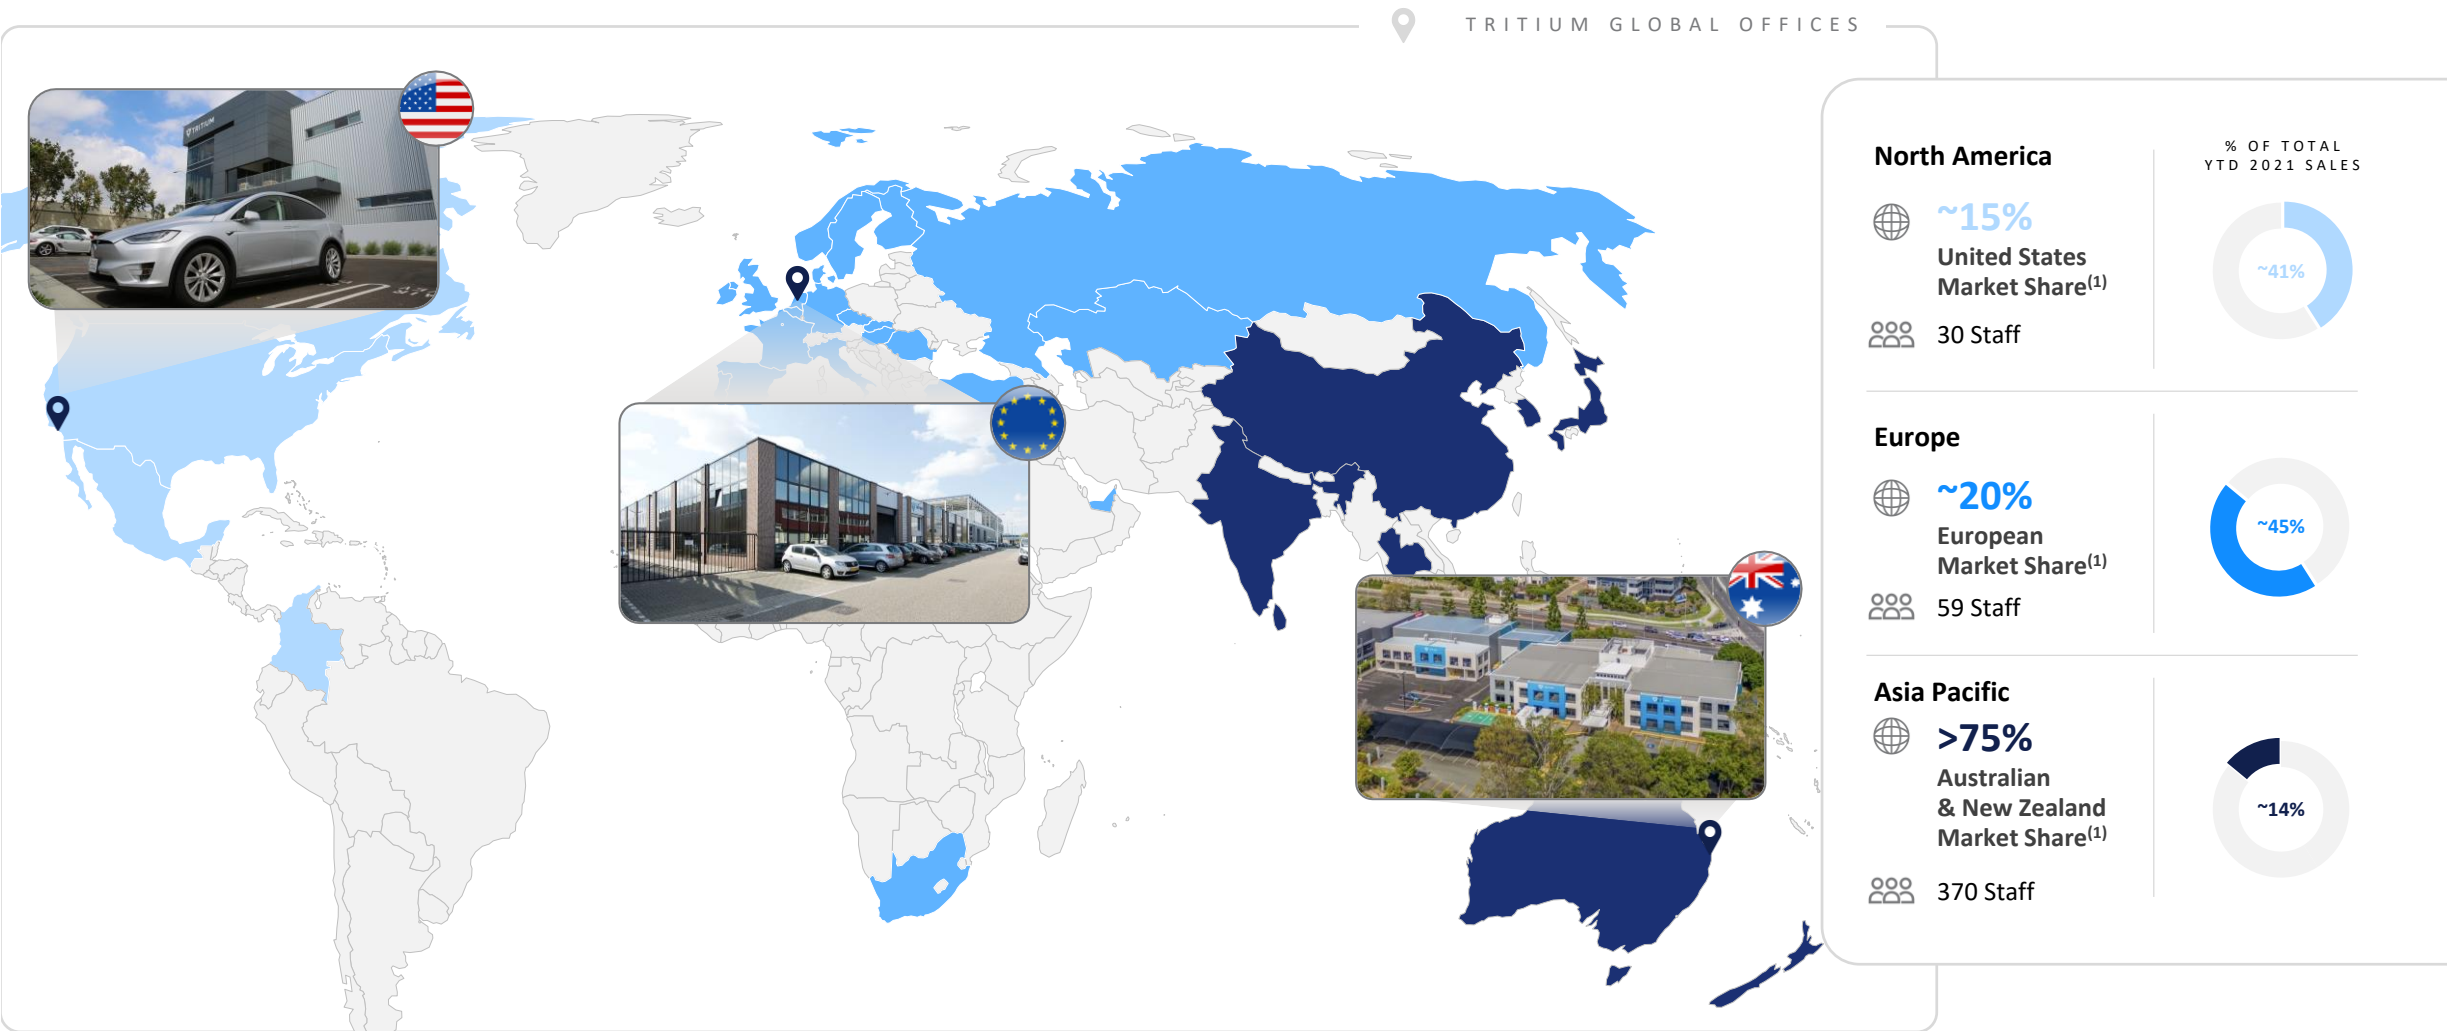 TRITIUM GLOBAL OFFICES
TRITIUM
North America
% OF TOTAL
YTD 2021 SALES
~15%
United States
Market Share(1)
30 Staff
~41%
Europe
~20%
European
Market Share(1)
59 Staff
~45%
Asia Pacific
>75%
Australian
& New Zealand
Market Share(1)
370 Staff
~14%